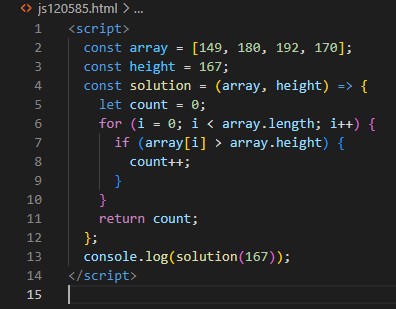 js120585.html > ...
1 <script>
2 const array = [149, 180, 192, 170];
3 const height = 167;
4 const solution = (array, height) => {
5 let count = 0;
6 for (i = 0; i < array.length; i++) {
7 if (array[i] > array.height) {
8 count++;
9 }
10 }
11 return count;
12 };
13 console.log(solution(167));
14 </script>
15